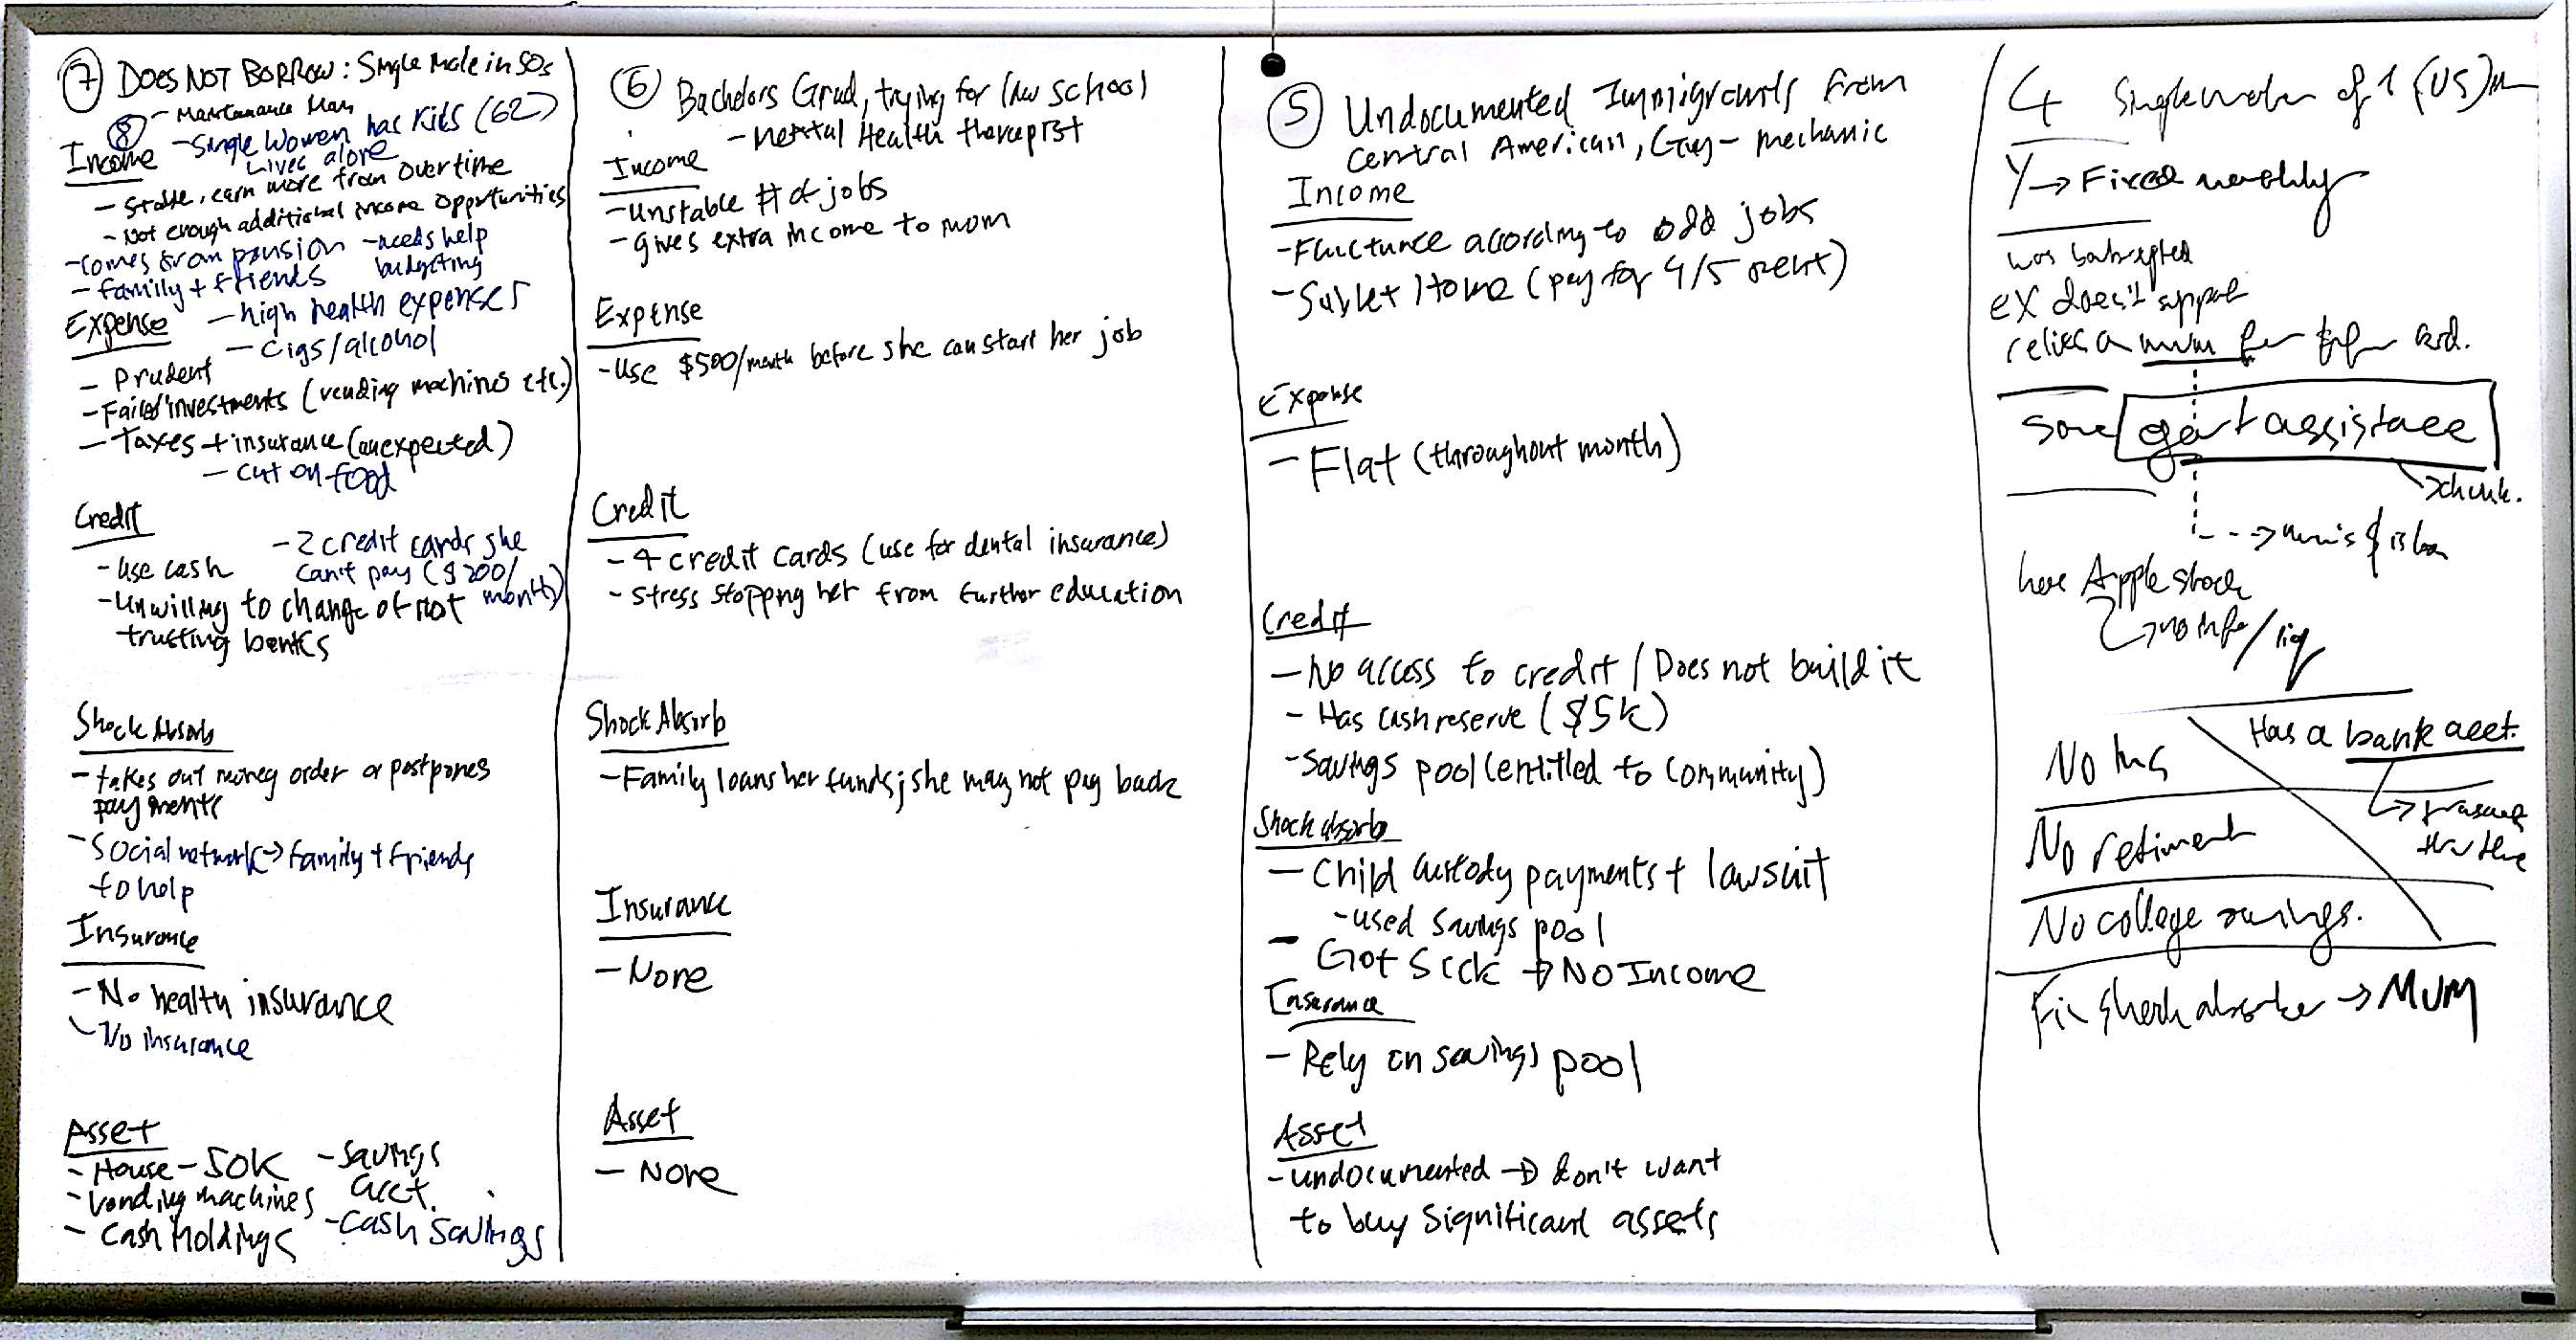 7 DOES NOT BORROW: Single Male in 50s
- Maintanance Man
8 - Single Women has kids (62)
Lives alone
Income
- Stable, earn more from overtime
- Not enough additional income opportunities
- comes from pension
- needs help budgeting
- family + friends
Expense
- high health expenses
- cigs/alcohol
- Prudent
- Failed investments (vending machines etc.)
- Taxes + insurance (unexpected)
- cut on food
Credit
- use cash
- Unwilling to change of not
trusting banks
- 2 credit cards she
can't pay ($200/
month)
Shock Absorb
- takes out money order or postpones
payments
- Social network → family + friends
to help
Insurance
- No health insurance
- No insurance
Asset
- House - 50K
- Vending machines
- Cash Holdings
- Savings
acct.
- Cash Savings
6 Bachelors Grad, trying for law school
- Mental Health therapist
Income
- Unstable # of jobs
- gives extra income to mom
Expense
- Use $500/month before she can start her job
Credit
- 4 credit cards (use for dental insurance)
- Stress stopping her from further education
Shock Absorb
- Family loans her funds; she may not pay back
Insurance
- None
Asset
- None
5 Undocumented Immigrants from
Central American, Guy - mechanic
Income
- Fluctuance according to odd jobs
- Sublet Home (pay for 4/5 rent)
Expense
- Flat (throughout month)
Credit
- No access to credit / Does not build it
- Has cash reserve ($5k)
- Savings pool (entitled to community)
Shock absorb
- Child custody payments + lawsuit
- used savings pool
- Got sick → No Income
Insurance
- Rely on savings pool
Asset
- undocumented → don't want
to buy significant assets
4 Single mother of 1 (US)
Y → Fixed monthly
was
ex doesn't support
relies on mum for
Some govt assistance
→ chunk.
→ mum's
have Apple stock
→ no info / liq
Has a bank acct.
No Ins
No retiment
No college savings.
Fin Shock absorber → MUM